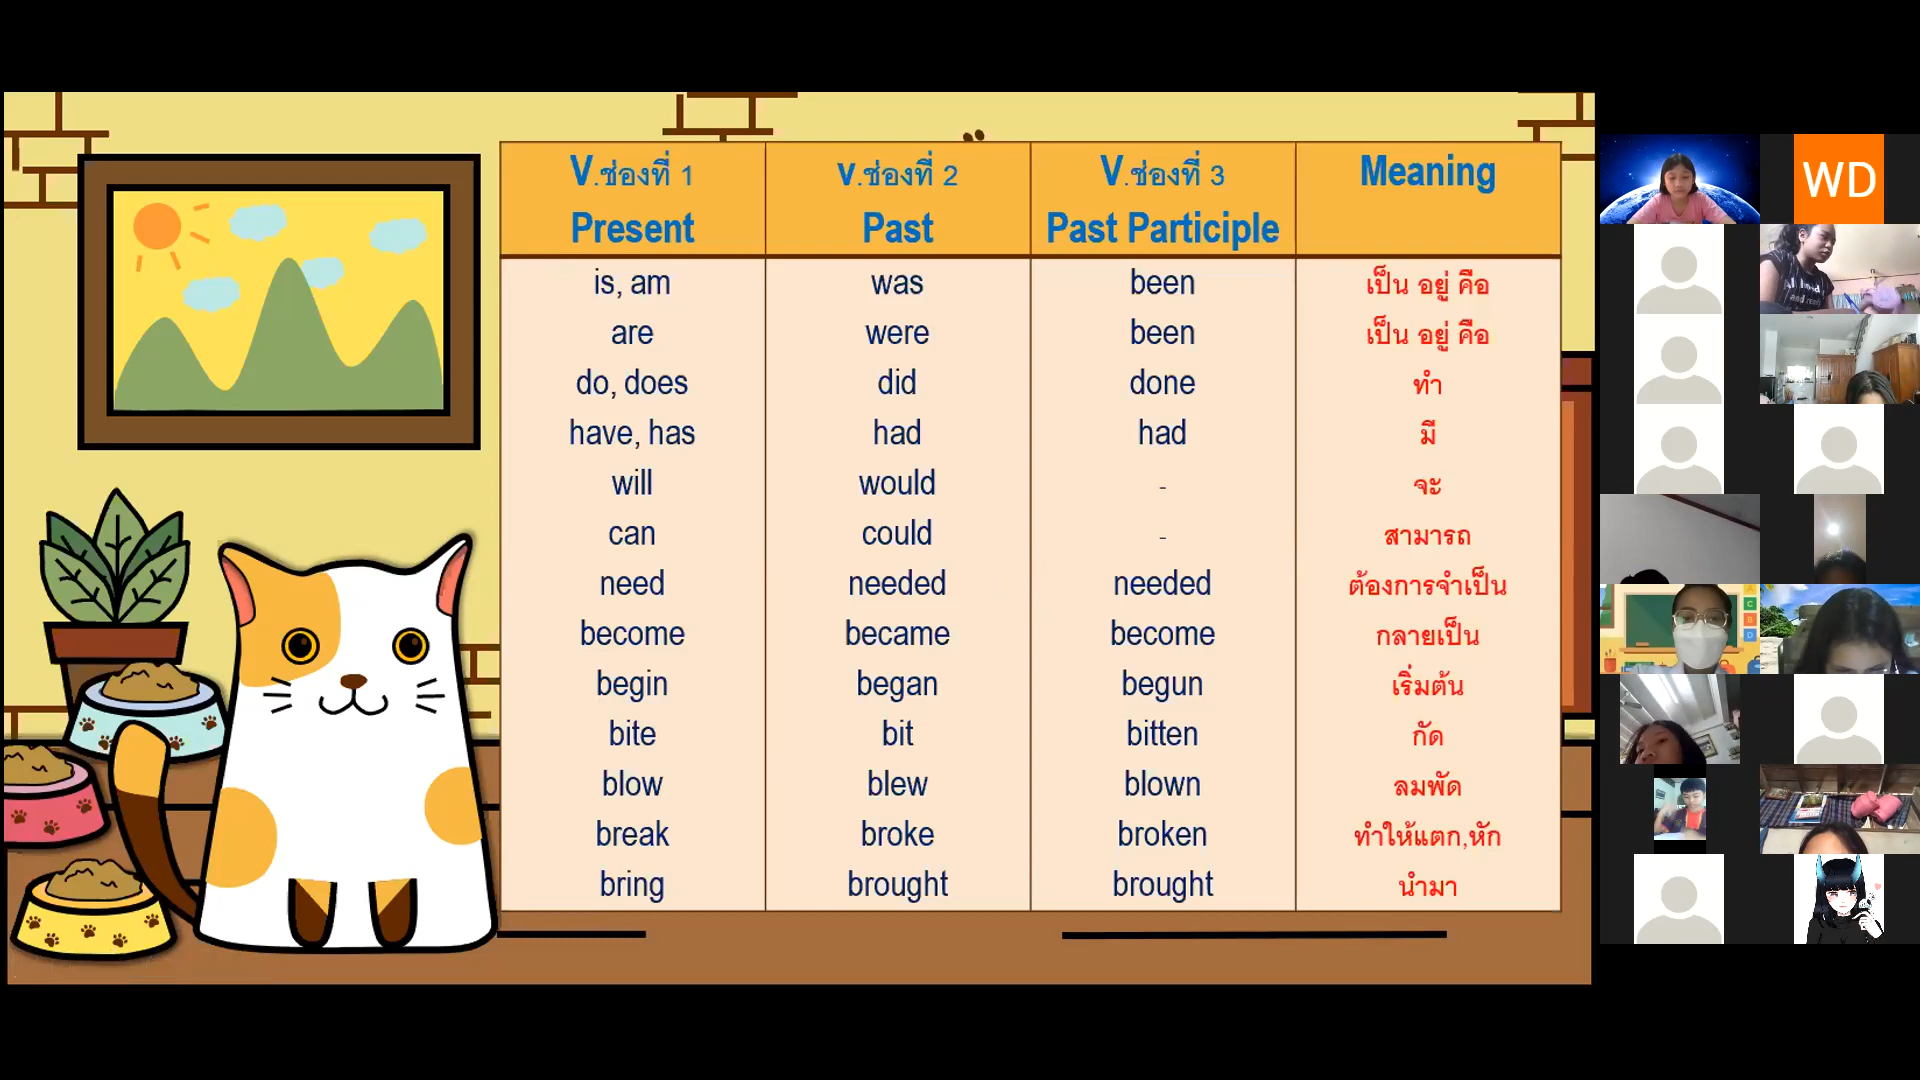 V.ช่องที่ 1 v.ช่องที่ 2 V.ช่องที่ 3 Meaning
Present Past Past Participle
is, am was been เป็น อยู่ คือ
are were been เป็น อยู่ คือ
do, does did done ทำ
have, has had had มี
will would - จะ
can could - สามารถ
need needed needed ต้องการจำเป็น
become became become กลายเป็น
begin began begun เริ่มต้น
bite bit bitten กัด
blow blew blown ลมพัด
break broke broken ทำให้แตก,หัก
bring brought brought นำมา
WD